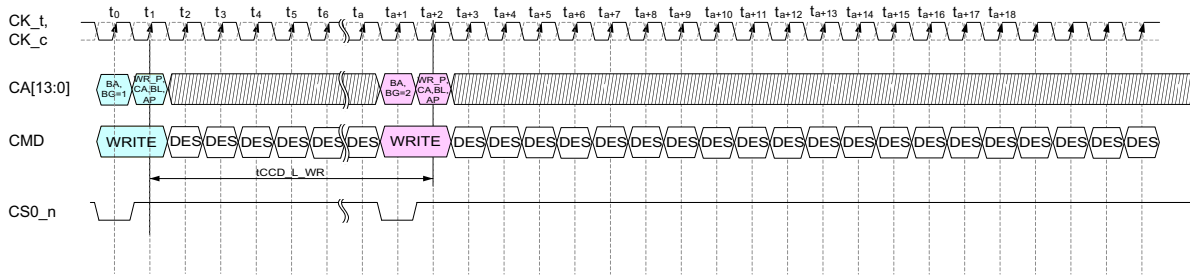 CK_t, t0 t1 t2 t3 t4 t5 t6 ta ta+1 ta+2 ta+3 ta+4 ta+5 ta+6 ta+7 ta+8 ta+9 ta+10 ta+11 ta+12 ta+13 ta+14 ta+15 ta+16 ta+17 ta+18
CK_c
CA[13:0]
BA,
BG=1
WR_P,
CA,BL,
AP
BA,
BG=2
WR_P,
CA,BL,
AP
CMD WRITE DES DES DES DES DES DES WRITE DES DES DES DES DES DES DES DES DES DES DES DES DES DES DES DES DES DES DES DES
tCCD_L_WR
CS0_n